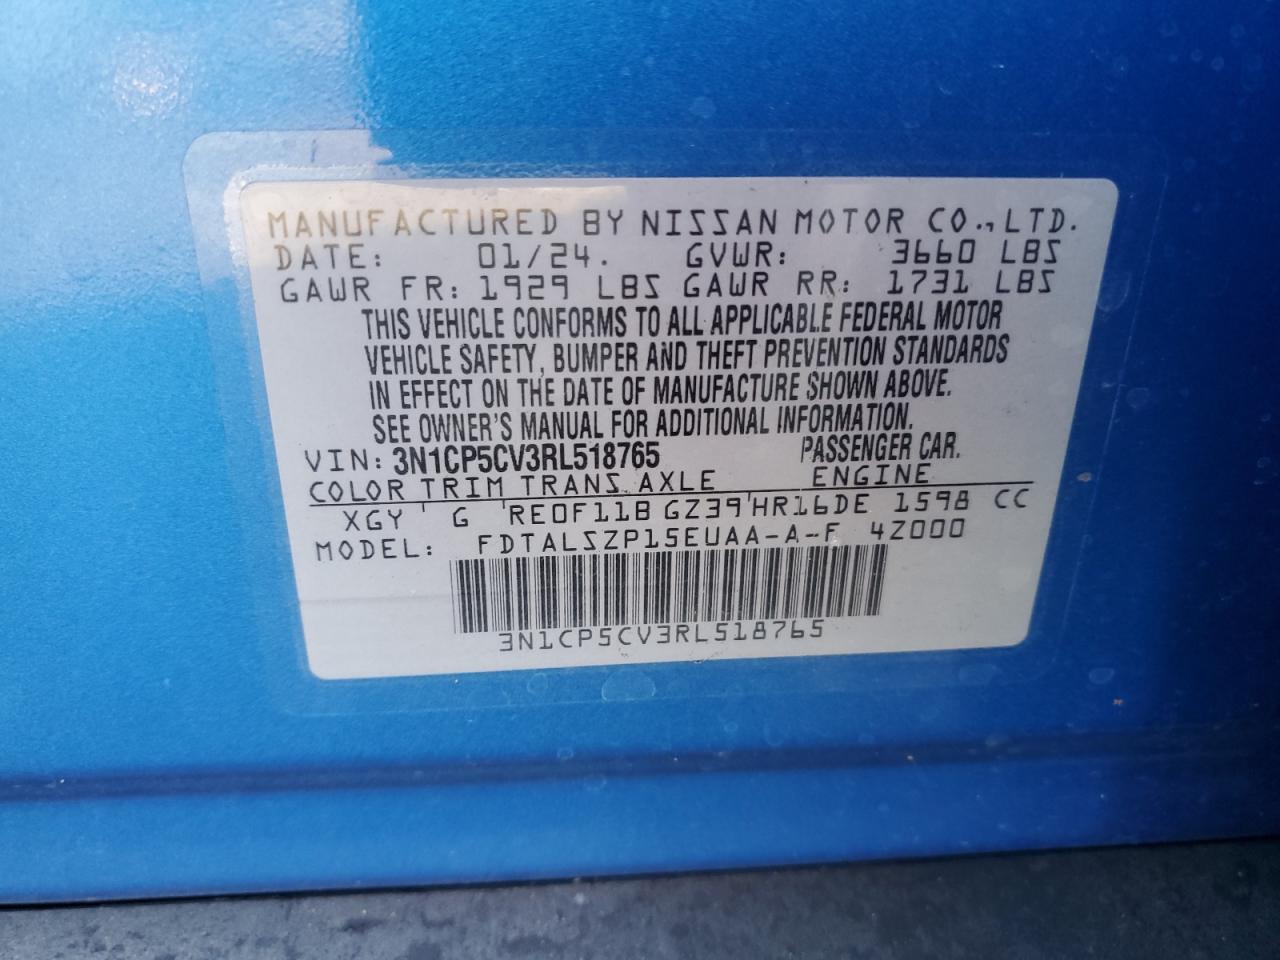 MANUFACTURED BY NISSAN MOTOR CO.,LTD.
DATE: 01/24. GVWR: 3660 LBS
GAWR FR: 1929 LBS GAWR RR: 1731 LBS
THIS VEHICLE CONFORMS TO ALL APPLICABLE FEDERAL MOTOR
VEHICLE SAFETY, BUMPER AND THEFT PREVENTION STANDARDS
IN EFFECT ON THE DATE OF MANUFACTURE SHOWN ABOVE.
SEE OWNER'S MANUAL FOR ADDITIONAL INFORMATION.
VIN: 3N1CP5CV3RL518765 PASSENGER CAR.
COLOR TRIM TRANS. AXLE ENGINE
XGY G RE0F11B GZ39 HR16DE 1598 CC
MODEL: FDTALSZP15EUAA-A-F 4Z000
3N1CP5CV3RL518765